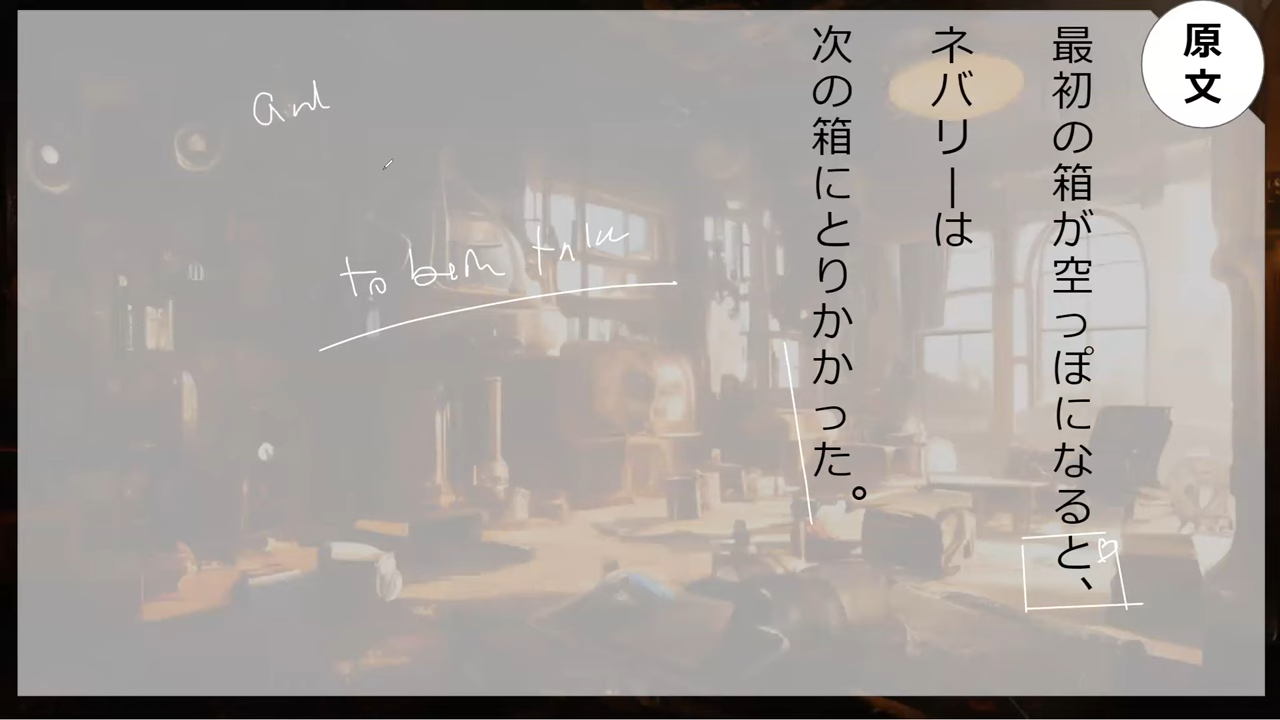 原文
最初の箱が空っぽになると、
ネバリーは
次の箱にとりかかった。
and
to